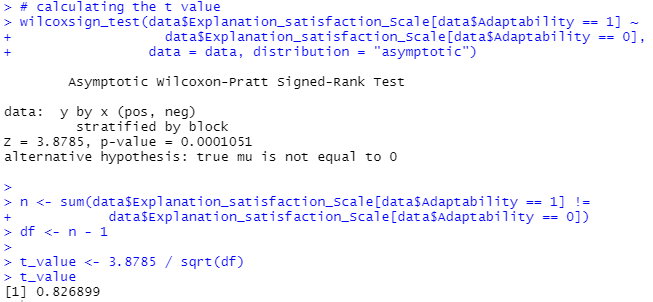 > # calculating the t value
> wilcoxsign_test(data$Explanation_satisfaction_Scale[data$Adaptability == 1] ~
+                   data$Explanation_satisfaction_Scale[data$Adaptability == 0],
+                 data = data, distribution = "asymptotic")

        Asymptotic Wilcoxon-Pratt Signed-Rank Test

data:  y by x (pos, neg)
         stratified by block
Z = 3.8785, p-value = 0.0001051
alternative hypothesis: true mu is not equal to 0

>
> n <- sum(data$Explanation_satisfaction_Scale[data$Adaptability == 1] !=
+            data$Explanation_satisfaction_Scale[data$Adaptability == 0])
> df <- n - 1
>
> t_value <- 3.8785 / sqrt(df)
> t_value
[1] 0.826899